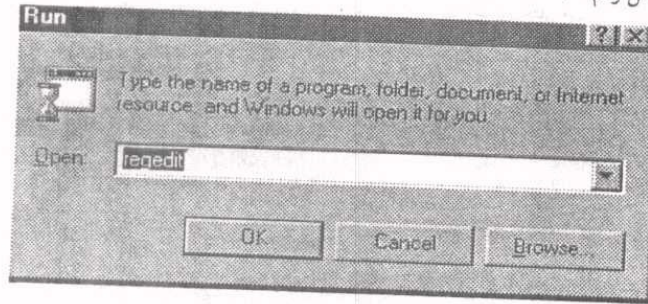 Run
Type the name of a program, folder, document, or Internet
resource, and Windows will open it for you.
Open: regedit
OK Cancel Browse...